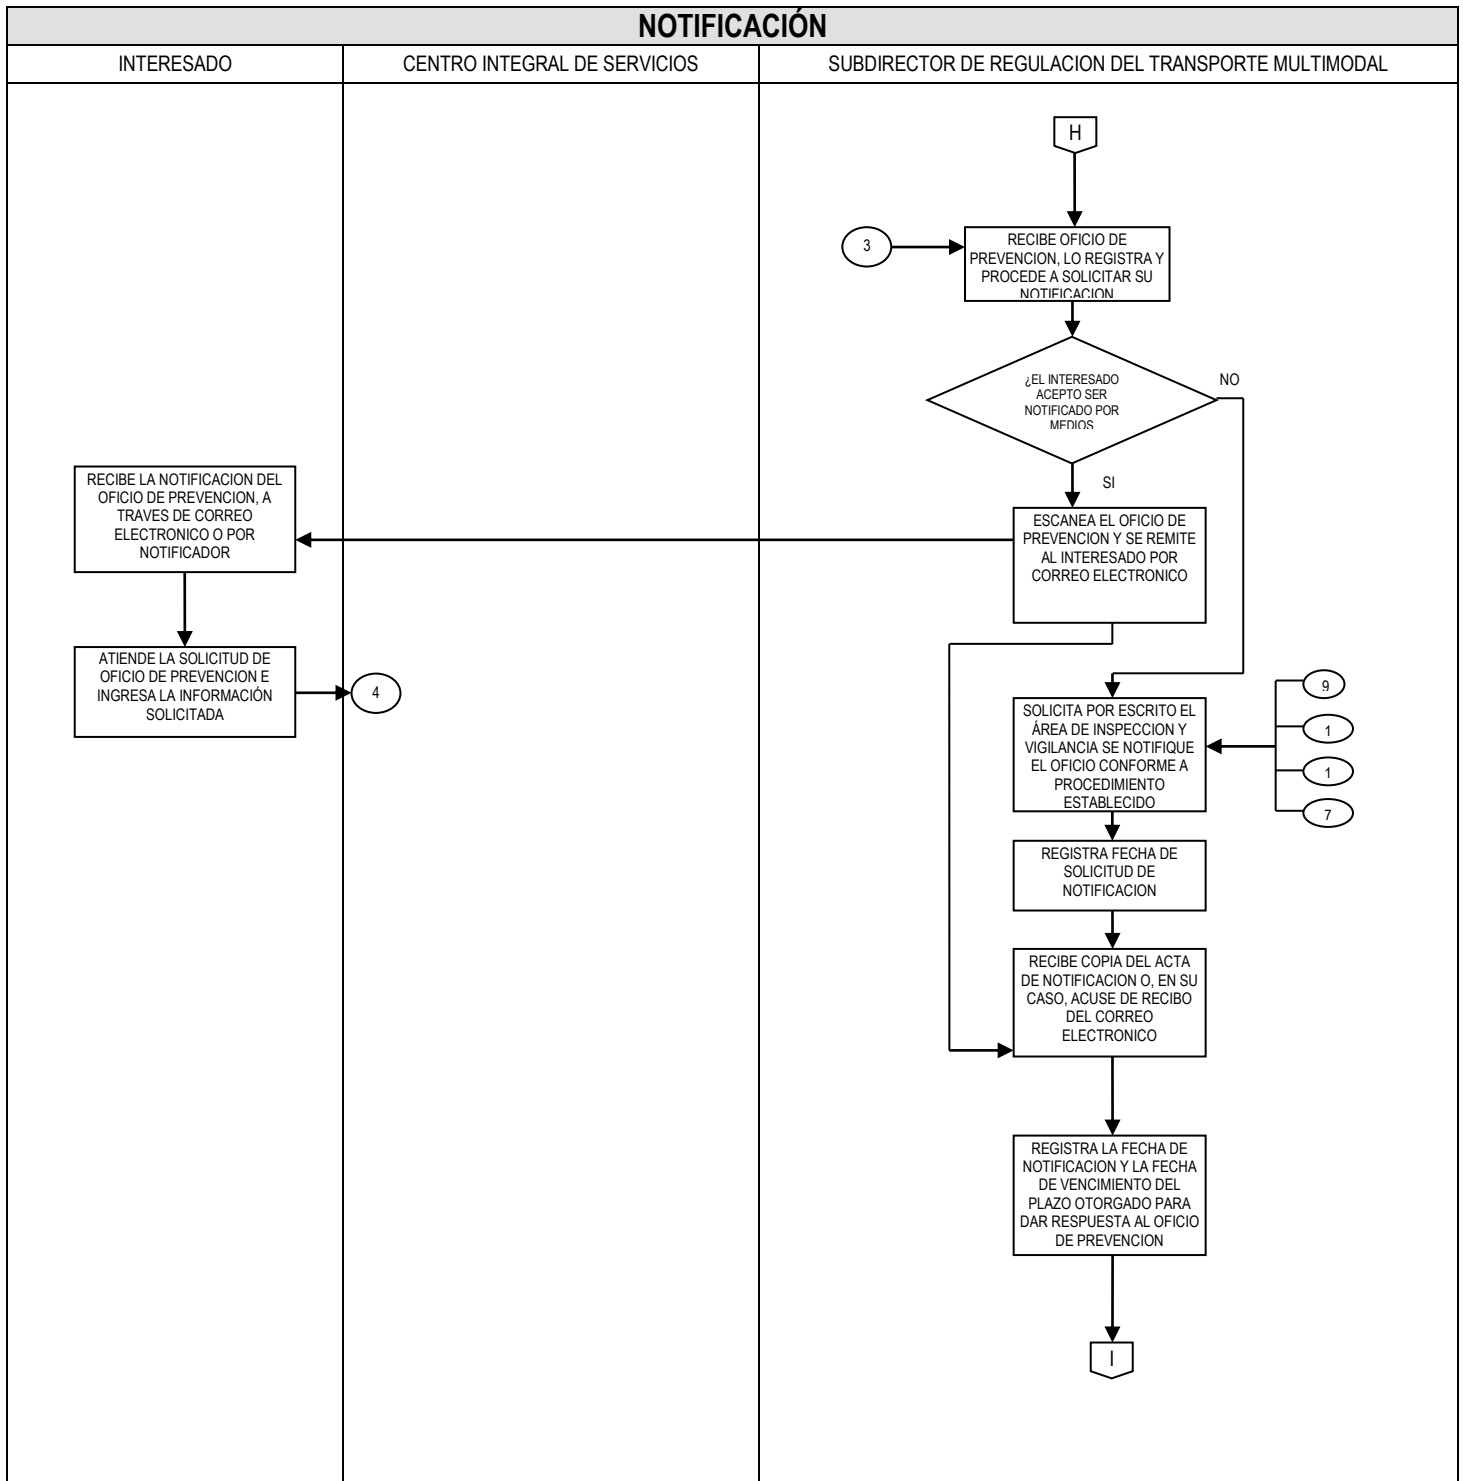 NOTIFICACIÓN
INTERESADO
CENTRO INTEGRAL DE SERVICIOS
SUBDIRECTOR DE REGULACION DEL TRANSPORTE MULTIMODAL
H
3
RECIBE OFICIO DE
PREVENCION, LO REGISTRA Y
PROCEDE A SOLICITAR SU
NOTIFICACION
¿EL INTERESADO
ACEPTO SER
NOTIFICADO POR
MEDIOS
NO
SI
RECIBE LA NOTIFICACION DEL
OFICIO DE PREVENCION, A
TRAVES DE CORREO
ELECTRONICO O POR
NOTIFICADOR
ESCANEA EL OFICIO DE
PREVENCION Y SE REMITE
AL INTERESADO POR
CORREO ELECTRONICO
ATIENDE LA SOLICITUD DE
OFICIO DE PREVENCION E
INGRESA LA INFORMACIÓN
SOLICITADA
4
SOLICITA POR ESCRITO EL
ÁREA DE INSPECCION Y
VIGILANCIA SE NOTIFIQUE
EL OFICIO CONFORME A
PROCEDIMIENTO
ESTABLECIDO
9
1
1
7
REGISTRA FECHA DE
SOLICITUD DE
NOTIFICACION
RECIBE COPIA DEL ACTA
DE NOTIFICACION O, EN SU
CASO, ACUSE DE RECIBO
DEL CORREO
ELECTRONICO
REGISTRA LA FECHA DE
NOTIFICACION Y LA FECHA
DE VENCIMIENTO DEL
PLAZO OTORGADO PARA
DAR RESPUESTA AL OFICIO
DE PREVENCION
I